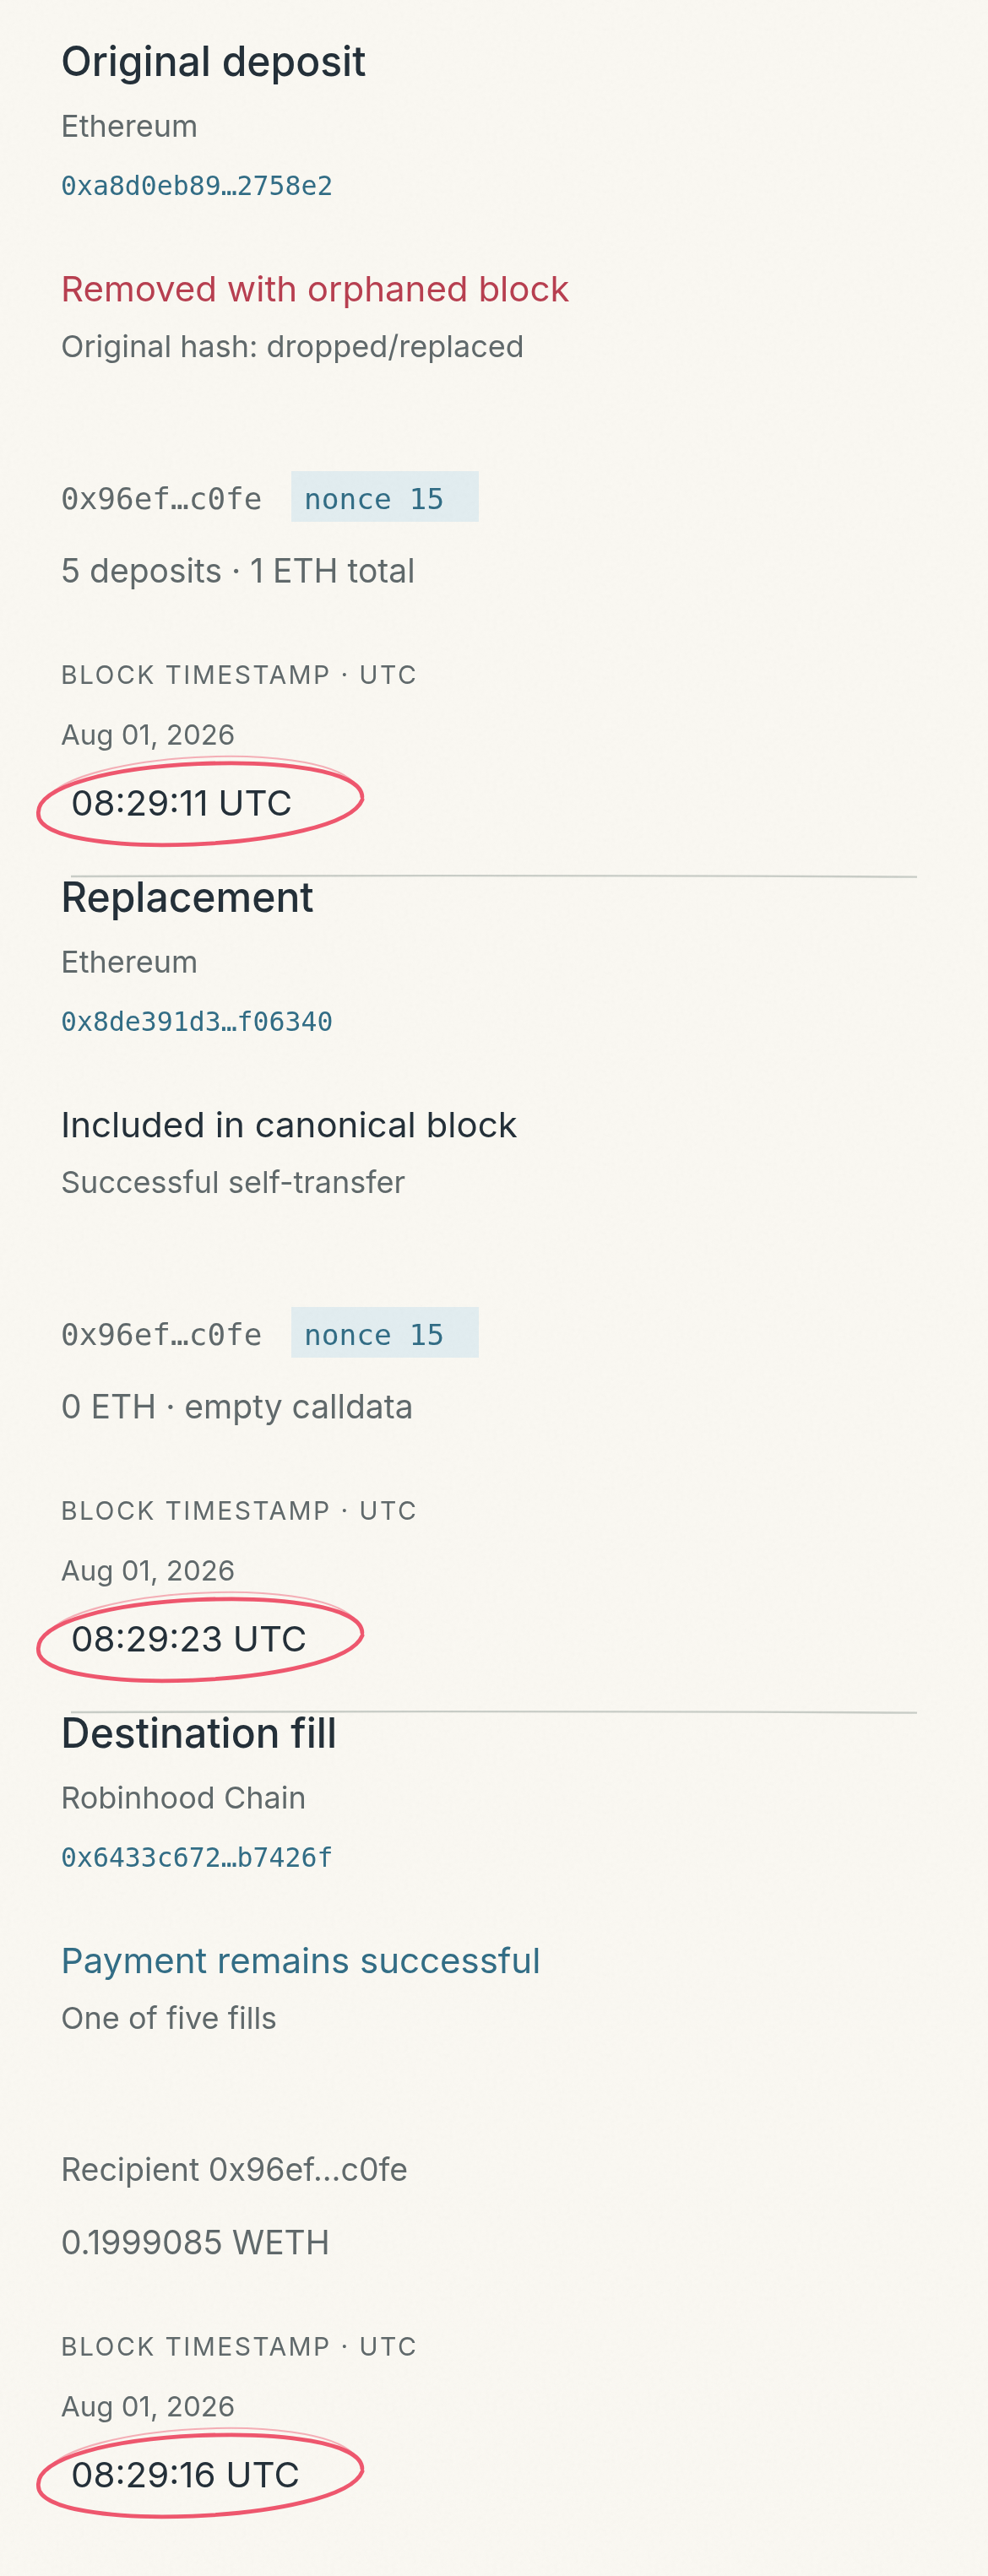 Original deposit
Ethereum
0xa8d0eb89…2758e2
Removed with orphaned block
Original hash: dropped/replaced
0x96ef…c0fe nonce 15
5 deposits · 1 ETH total
BLOCK TIMESTAMP · UTC
Aug 01, 2026
08:29:11 UTC
Replacement
Ethereum
0x8de391d3…f06340
Included in canonical block
Successful self-transfer
0x96ef…c0fe nonce 15
0 ETH · empty calldata
BLOCK TIMESTAMP · UTC
Aug 01, 2026
08:29:23 UTC
Destination fill
Robinhood Chain
0x6433c672…b7426f
Payment remains successful
One of five fills
Recipient 0x96ef…c0fe
0.1999085 WETH
BLOCK TIMESTAMP · UTC
Aug 01, 2026
08:29:16 UTC